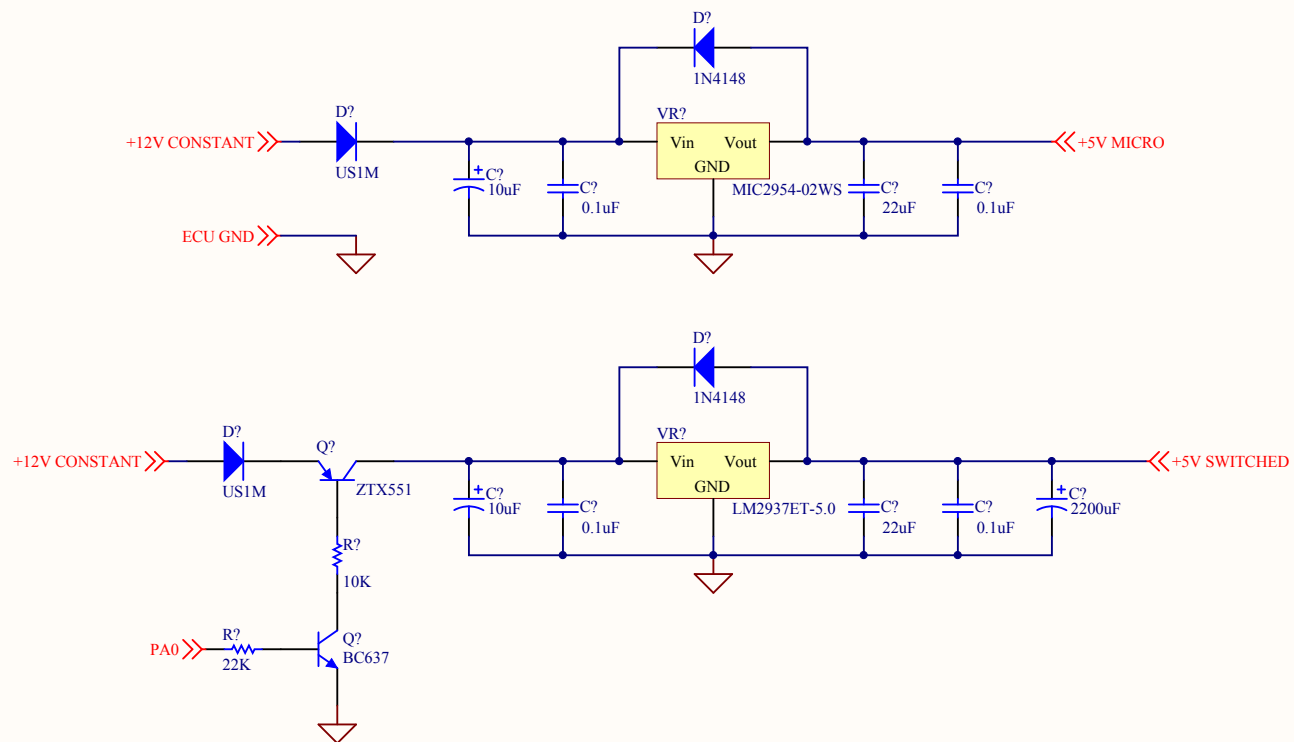 D?
1N4148
D?
VR?
+12V CONSTANT
Vin
Vout
+5V MICRO
US1M
GND
+
C?
10uF
C?
0.1uF
MIC2954-02WS
C?
22uF
C?
0.1uF
ECU GND
D?
1N4148
D?
Q?
VR?
+12V CONSTANT
Vin
Vout
+5V SWITCHED
US1M
ZTX551
GND
+
C?
10uF
C?
0.1uF
LM2937ET-5.0
C?
22uF
C?
0.1uF
+
C?
2200uF
R?
10K
R?
Q?
PA0
22K
BC637